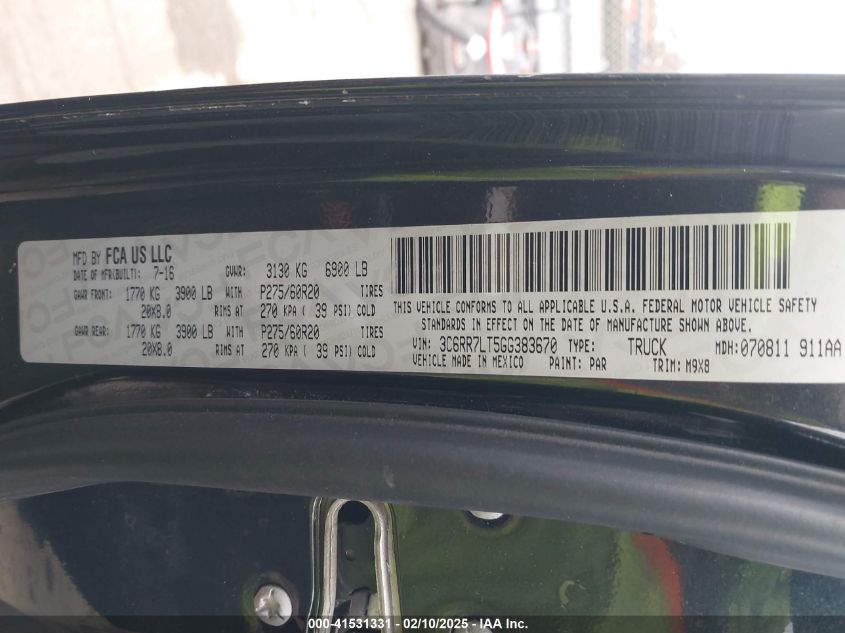 MFD BY FCA US LLC
DATE OF MFR(BUILT): 7-16 GVWR: 3130 KG 6900 LB
GAWR FRONT: 1770 KG 3900 LB WITH P275/60R20 TIRES
20X8.0 RIMS AT 270 KPA ( 39 PSI) COLD
GAWR REAR: 1770 KG 3900 LB WITH P275/60R20 TIRES
20X8.0 RIMS AT 270 KPA ( 39 PSI) COLD
THIS VEHICLE CONFORMS TO ALL APPLICABLE U.S.A. FEDERAL MOTOR VEHICLE SAFETY
STANDARDS IN EFFECT ON THE DATE OF MANUFACTURE SHOWN ABOVE.
VIN: 3C6RR7LT5GG383670 TYPE: TRUCK MDH: 070811 911AA
VEHICLE MADE IN MEXICO PAINT: PAR TRIM: M9X8
000-41531331 - 02/10/2025 - IAA Inc.